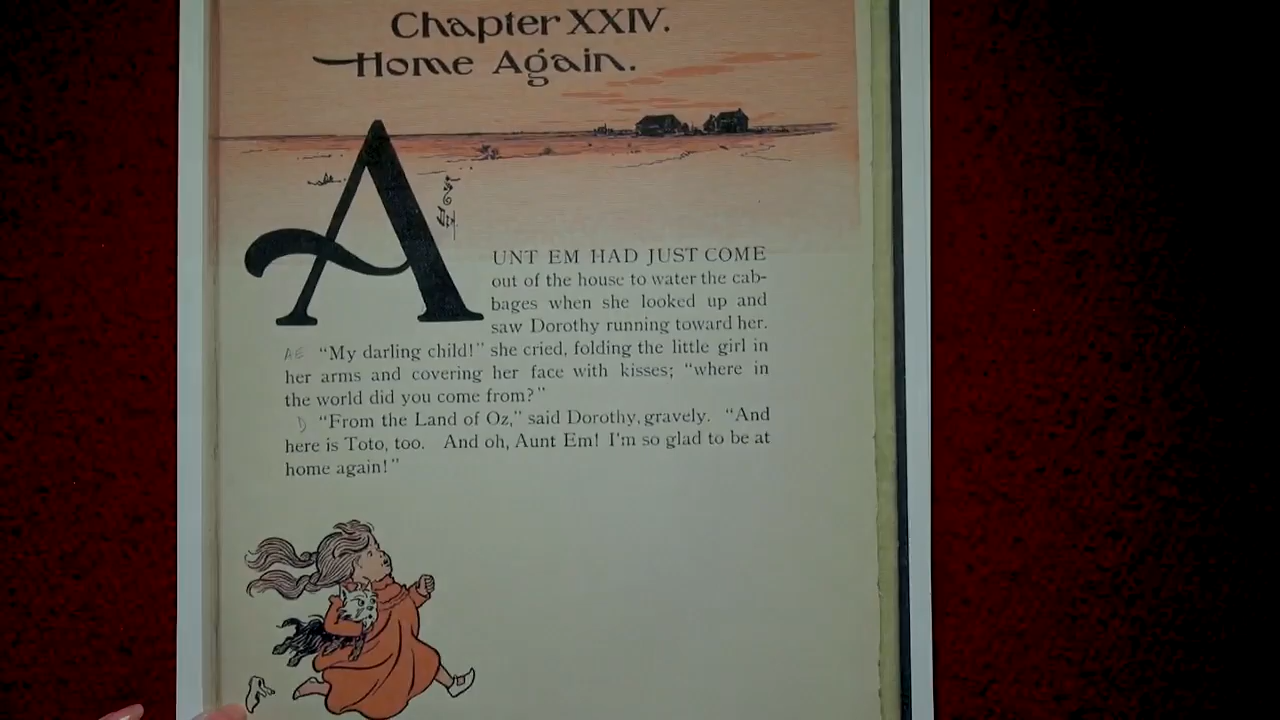 Chapter XXIV.
Home Again.
AUNT EM HAD JUST COME
out of the house to water the cab-
bages when she looked up and
saw Dorothy running toward her.
AE “My darling child!” she cried, folding the little girl in
her arms and covering her face with kisses; “where in
the world did you come from?”
D “From the Land of Oz,” said Dorothy, gravely. “And
here is Toto, too. And oh, Aunt Em! I'm so glad to be at
home again!”